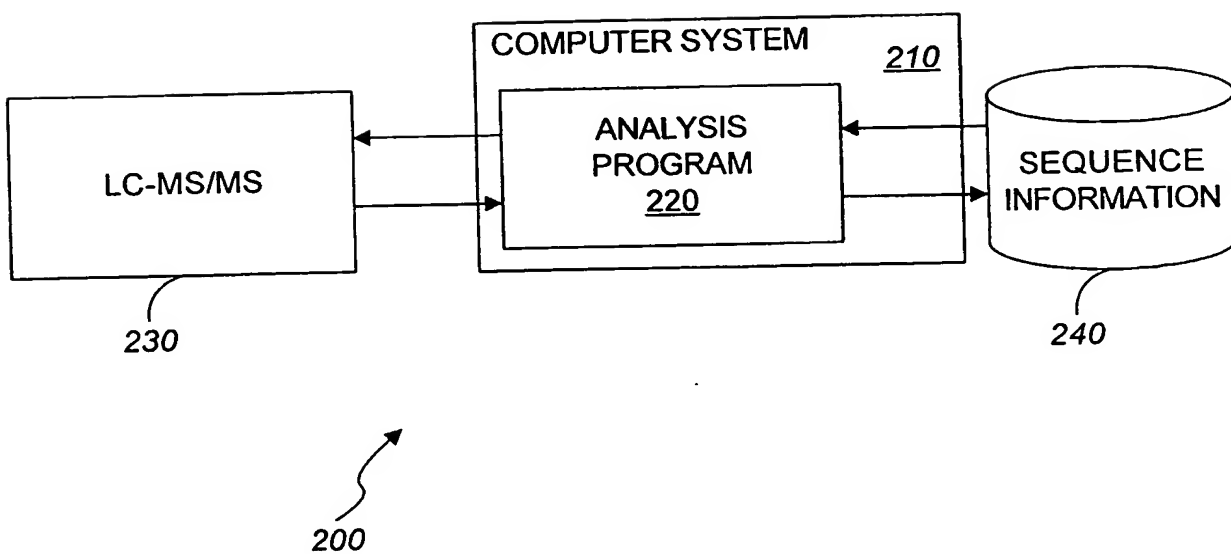 COMPUTER SYSTEM
210
LC-MS/MS
ANALYSIS
PROGRAM
220
SEQUENCE
INFORMATION
230
240
200